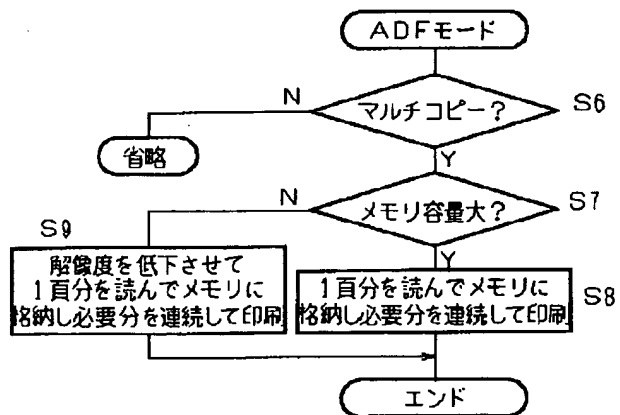 ADFモード
N
マルチコピー?
S6
省略
Y
N
メモリ容量大?
S7
S9
Y
解像度を低下させて
1頁分を読んでメモリに
格納し必要分を連続して印刷
1頁分を読んでメモリに
格納し必要分を連続して印刷
S8
エンド